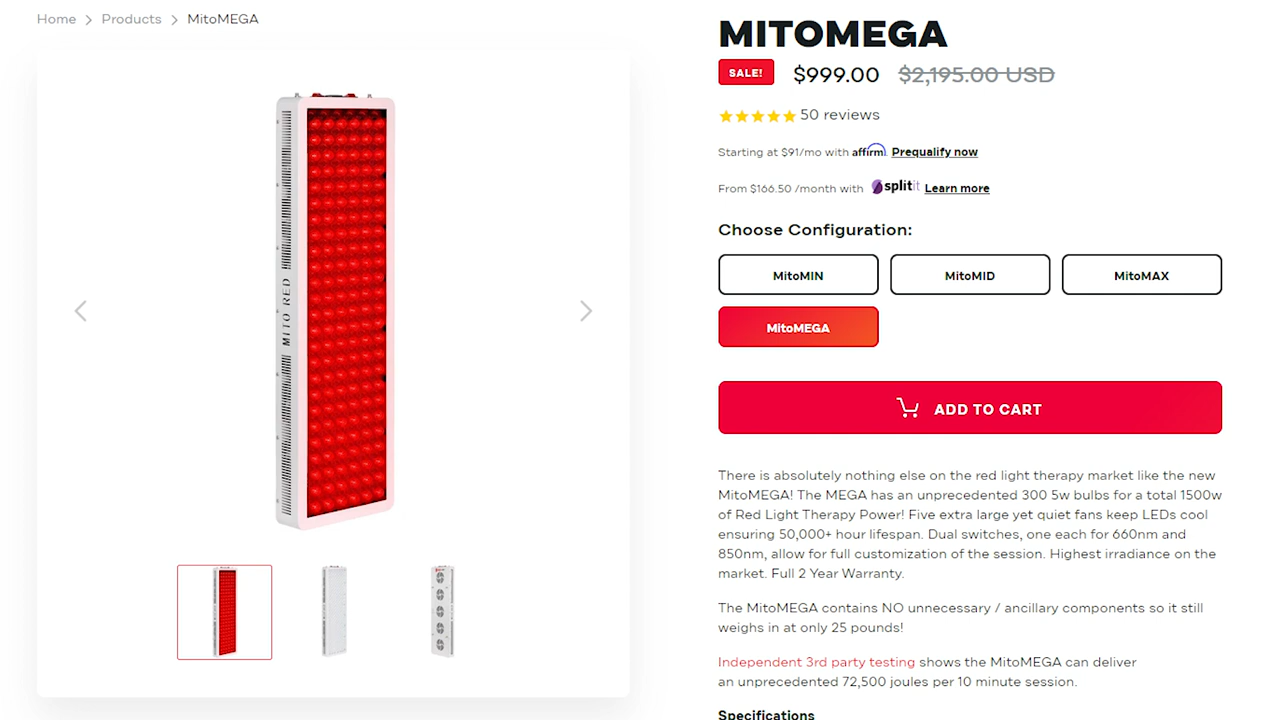 Home > Products > MitoMEGA
MITO RED
MITOMEGA
SALE! $999.00 $2,195.00 USD
50 reviews
Starting at $91/mo with affirm Prequalify now
From $166.50 /month with splitit Learn more
Choose Configuration:
MitoMIN MitoMID MitoMAX
MitoMEGA
ADD TO CART
There is absolutely nothing else on the red light therapy market like the new
MitoMEGA! The MEGA has an unprecedented 300 5w bulbs for a total 1500w
of Red Light Therapy Power! Five extra large yet quiet fans keep LEDs cool
ensuring 50,000+ hour lifespan. Dual switches, one each for 660nm and
850nm, allow for full customization of the session. Highest irradiance on the
market. Full 2 Year Warranty.
The MitoMEGA contains NO unnecessary / ancillary components so it still
weighs in at only 25 pounds!
Independent 3rd party testing shows the MitoMEGA can deliver
an unprecedented 72,500 joules per 10 minute session.
Specifications